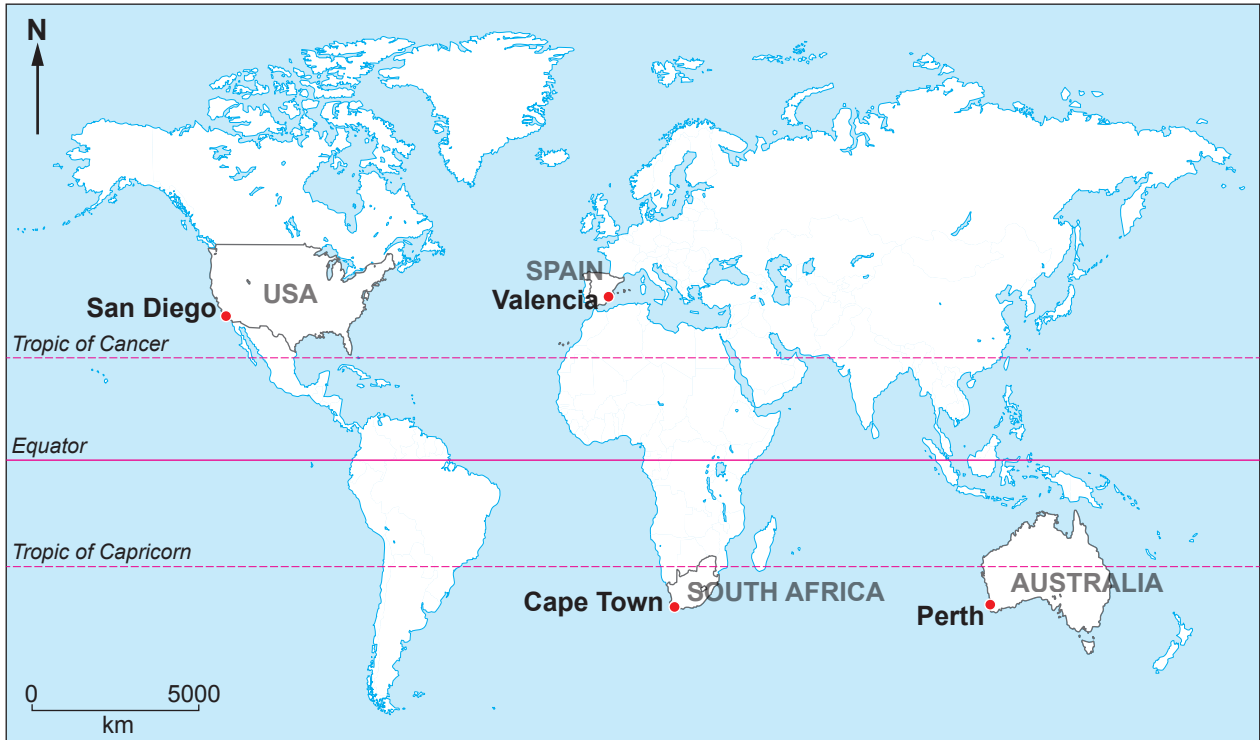 N
SPAIN
USA
Valencia
San Diego
Tropic of Cancer
Equator
Tropic of Capricorn
AUSTRALIA
SOUTH AFRICA
Cape Town
Perth
0 5000
km